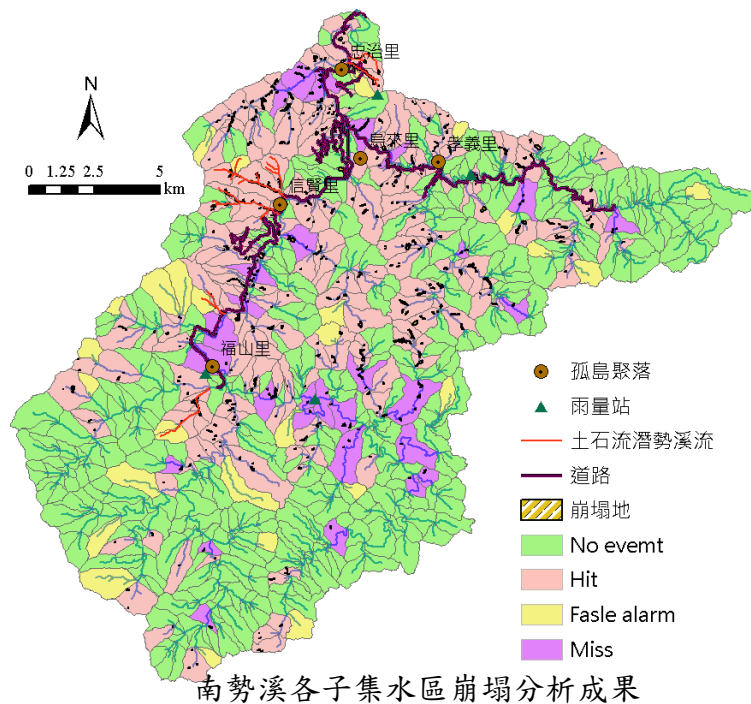 忠治里
N
烏來里
孝義里
0 1.25 2.5 5
km
信賢里
福山里
孤島聚落
雨量站
土石流潛勢溪流
道路
崩塌地
No evemt
Hit
Fasle alarm
Miss
南勢溪各子集水區崩塌分析成果